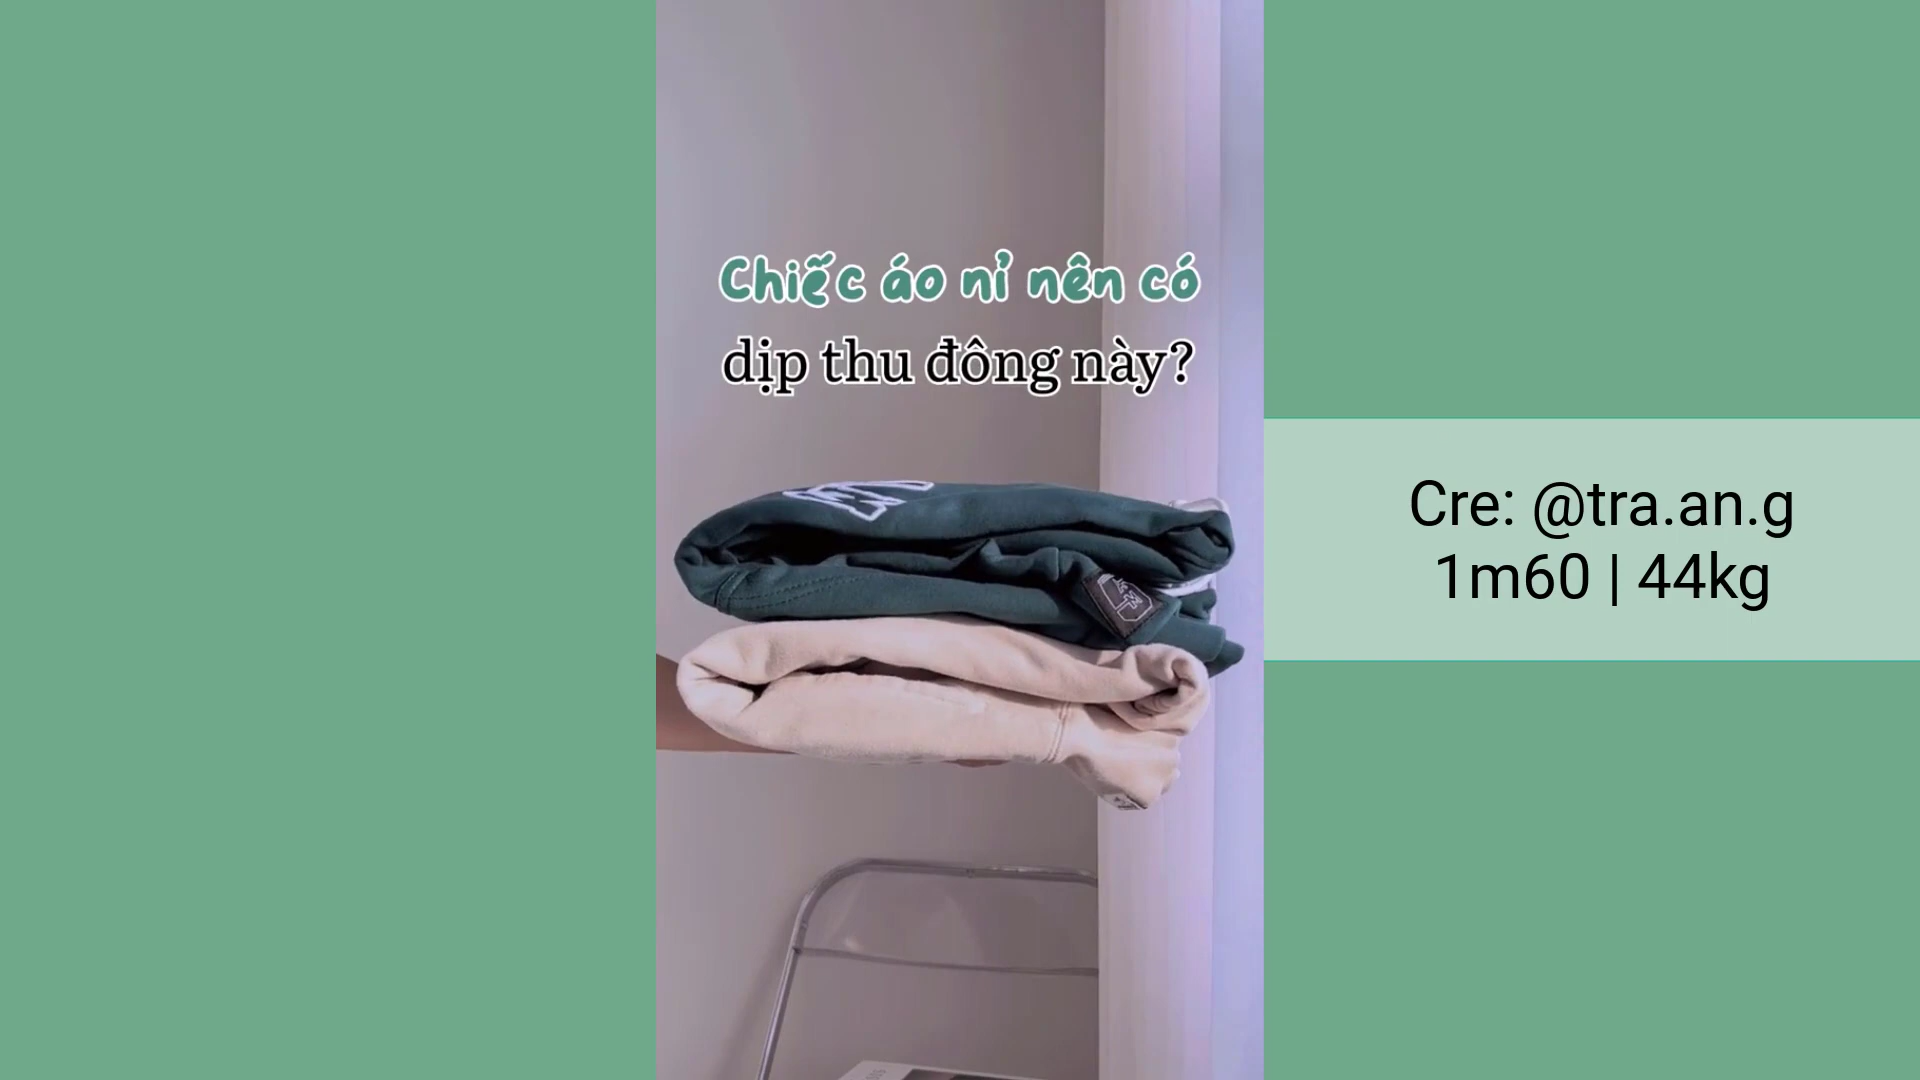 Chiếc áo nỉ nên có
dịp thu đông này?
Cre: @tra.an.g
1m60 | 44kg